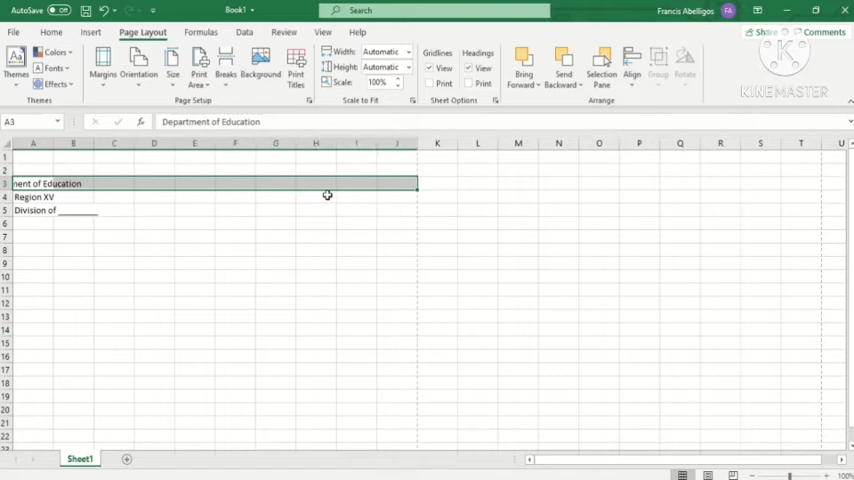 AutoSave Off Book1 Search Francis Abelligos FA
File Home Insert Page Layout Formulas Data Review View Help Share Comments
Themes Colors Fonts Effects Margins Orientation Size Print Area Breaks Background Print Titles Width: Automatic Height: Automatic Scale: 100% Gridlines View Print Headings View Print Bring Forward Send Backward Selection Pane Align Group Rotate
KINEMASTER
Themes Page Setup Scale to Fit Sheet Options Arrange
A3 fx Department of Education
A B C D E F G H I J K L M N O P Q R S T U
1
2
3 ment of Education
4 Region XV
5 Division of ________
6
7
8
9
10
11
12
13
14
15
16
17
18
19
20
21
22
23
Sheet1
100%